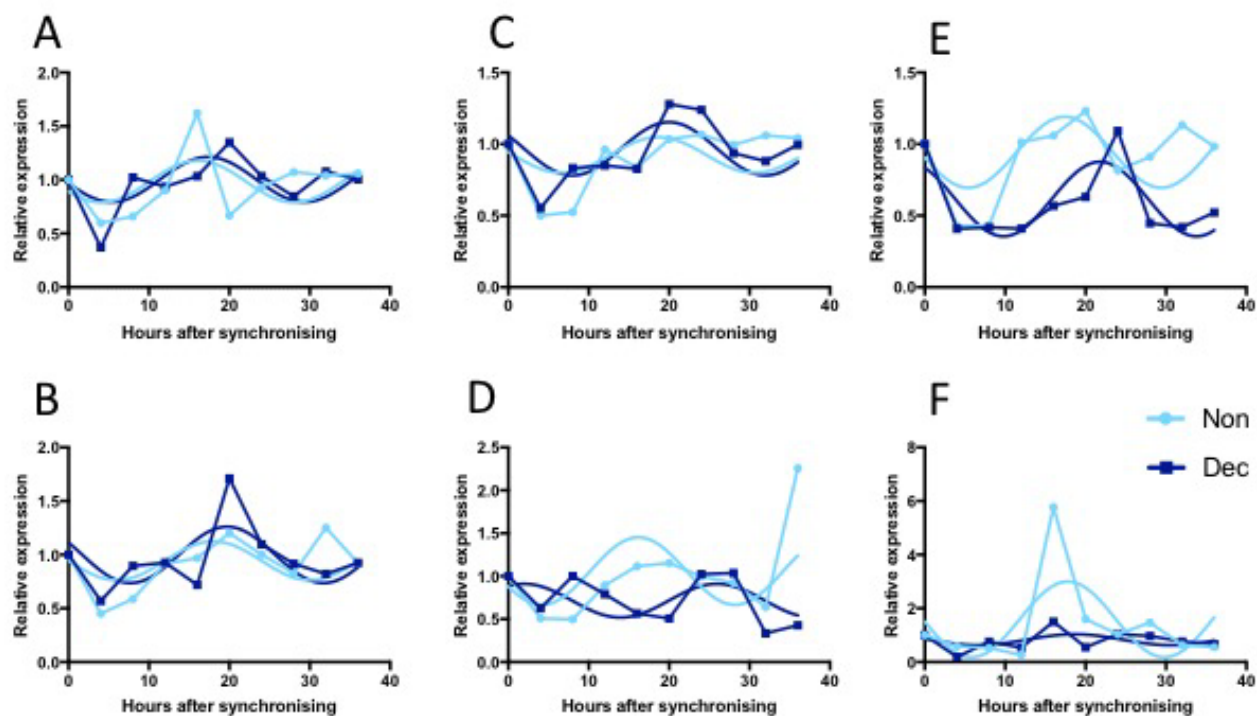 A
C
E
2.0
1.5
1.0
0.5
0.0
Relative expression
0 10 20 30 40
Hours after synchronising
1.5
1.0
0.5
0.0
Relative expression
0 10 20 30 40
Hours after synchronising
1.5
1.0
0.5
0.0
Relative expression
0 10 20 30 40
Hours after synchronising
B
D
F
2.0
1.5
1.0
0.5
0.0
Relative expression
0 10 20 30 40
Hours after synchronising
2.5
2.0
1.5
1.0
0.5
0.0
Relative expression
0 10 20 30 40
Hours after synchronising
8
6
4
2
0
Relative expression
0 10 20 30 40
Hours after synchronising
Non
Dec